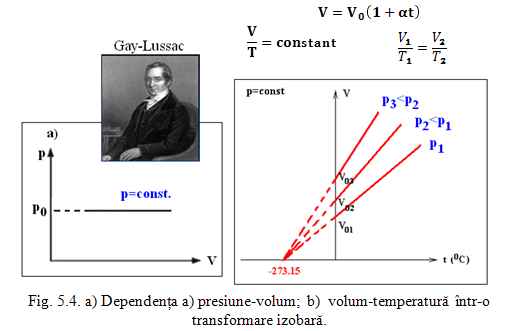 V = V₀(1 + αt)
V/T = constant
V₁/T₁ = V₂/T₂
Gay-Lussac
a)
p
p=const.
p₀
V
p=const
V
p₃<p₂
p₂<p₁
p₁
V₀₃
V₀₂
V₀₁
-273.15
t (⁰C)
Fig. 5.4. a) Dependența a) presiune-volum; b) volum-temperatură într-o
transformare izobară.